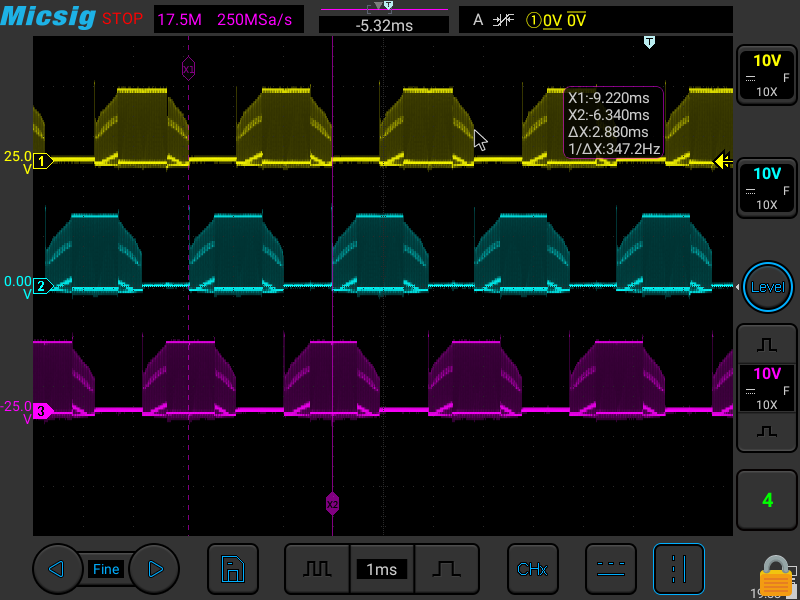 Micsig STOP 17.5M 250MSa/s T -5.32ms A 1 0V 0V
T
X1
10V
F
10X
X1:-9.220ms
X2:-6.340ms
ΔX:2.880ms
1/ΔX:347.2Hz
25.0 V 1
10V
F
10X
0.00 V 2
Level
10V
F
10X
-25.0 V 3
X2
4
Fine 1ms CHx